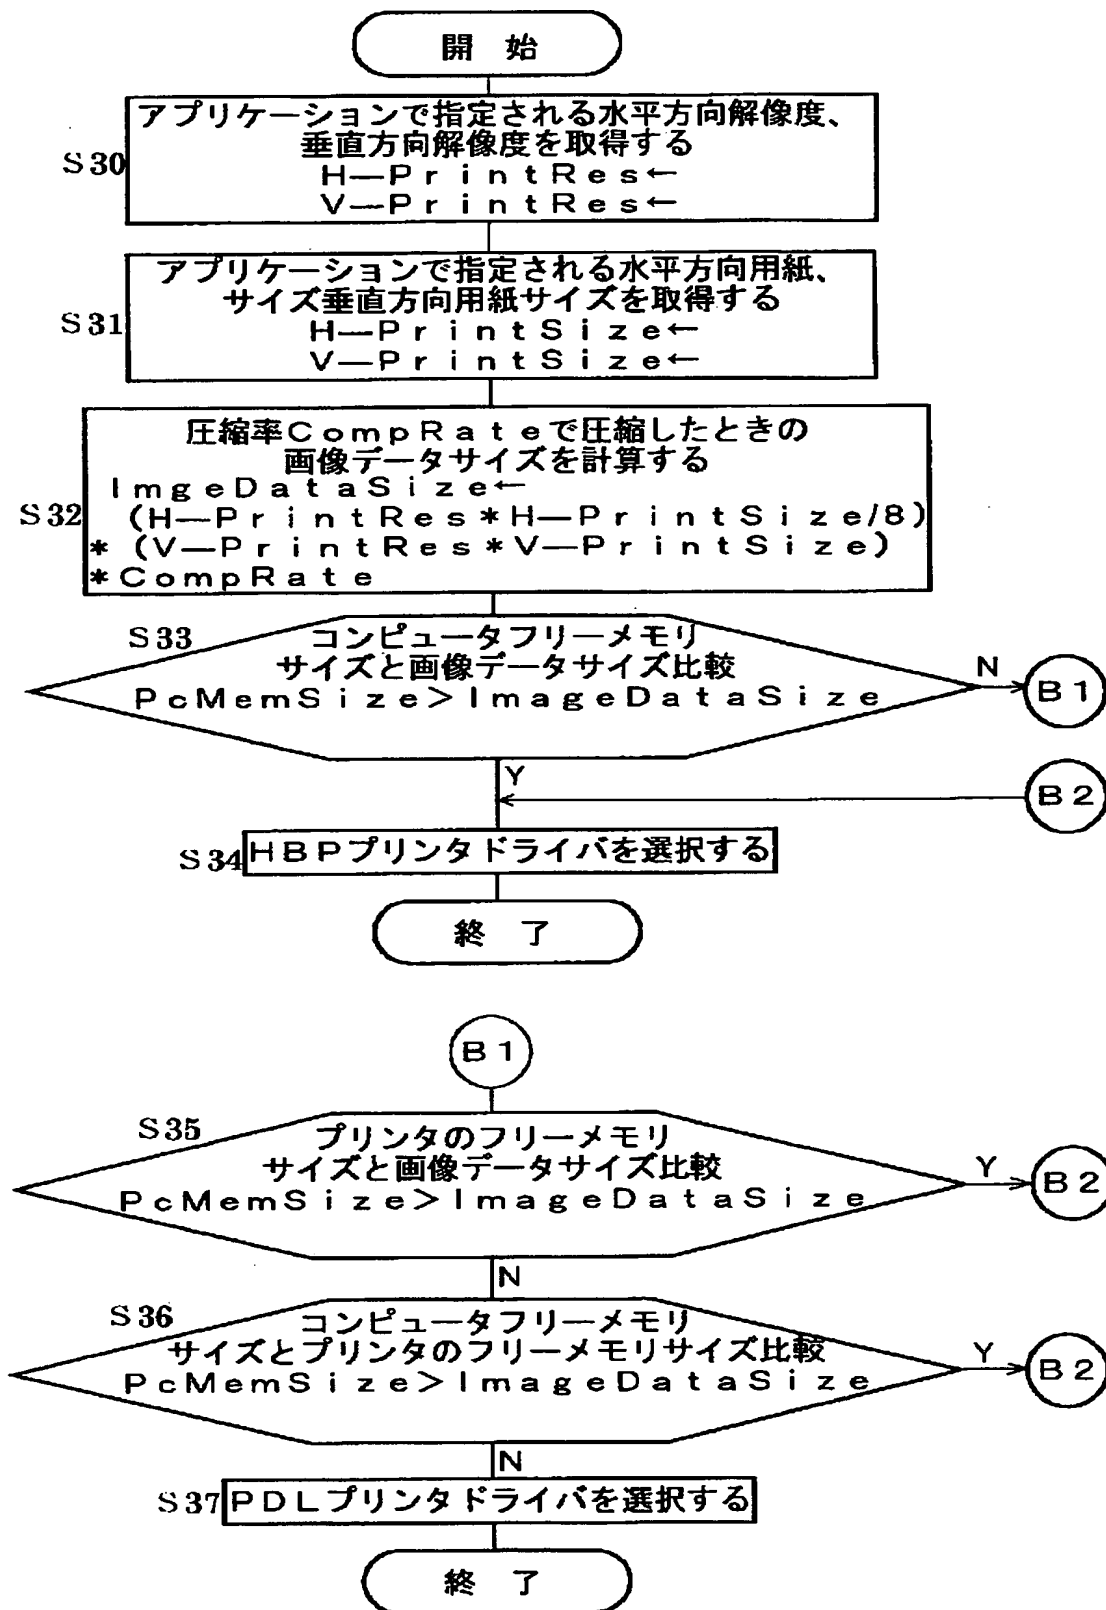 開 始
S30
アプリケーションで指定される水平方向解像度、
垂直方向解像度を取得する
H—PrintRes←
V—PrintRes←
S31
アプリケーションで指定される水平方向用紙、
サイズ垂直方向用紙サイズを取得する
H—PrintSize←
V—PrintSize←
S32
圧縮率CompRateで圧縮したときの
画像データサイズを計算する
ImgeDataSize←
(H—PrintRes*H—PrintSize/8)
*(V—PrintRes*V—PrintSize)
*CompRate
S33
コンピュータフリーメモリ
サイズと画像データサイズ比較
PcMemSize>ImageDataSize
N
B1
Y
B2
S34
HBPプリンタドライバを選択する
終 了
B1
S35
プリンタのフリーメモリ
サイズと画像データサイズ比較
PcMemSize>ImageDataSize
Y
B2
N
S36
コンピュータフリーメモリ
サイズとプリンタのフリーメモリサイズ比較
PcMemSize>ImageDataSize
Y
B2
N
S37
PDLプリンタドライバを選択する
終 了